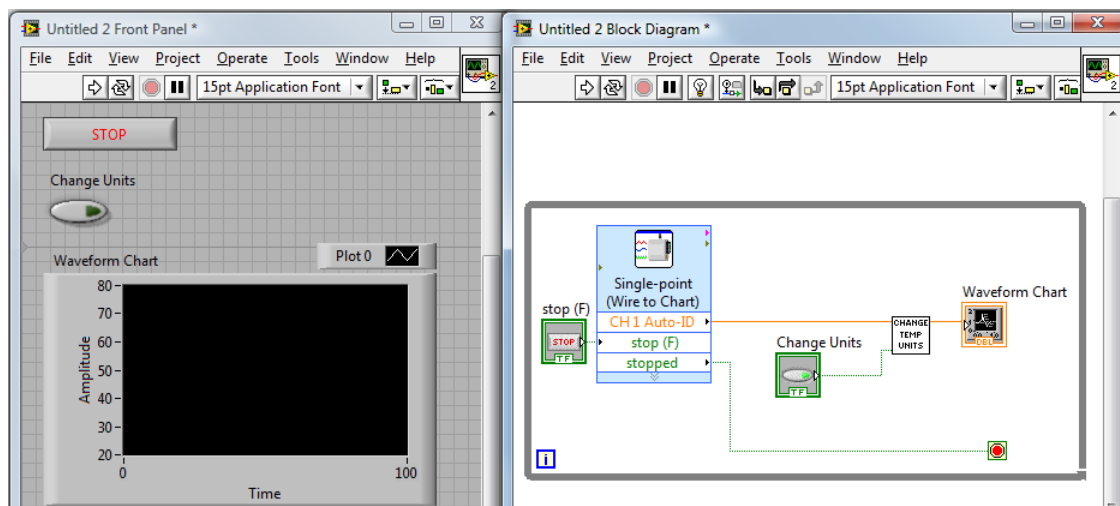 Untitled 2 Front Panel *
File Edit View Project Operate Tools Window Help
15pt Application Font
2
STOP
Change Units
Waveform Chart
Plot 0
80
70
60
50
40
30
20
Amplitude
0
100
Time
Untitled 2 Block Diagram *
File Edit View Project Operate Tools Window Help
15pt Application Font
2
Single-point
(Wire to Chart)
stop (F)
STOP
TF
CH 1 Auto-ID
stop (F)
stopped
Change Units
TF
CHANGE
TEMP
UNITS
Waveform Chart
DBL
i